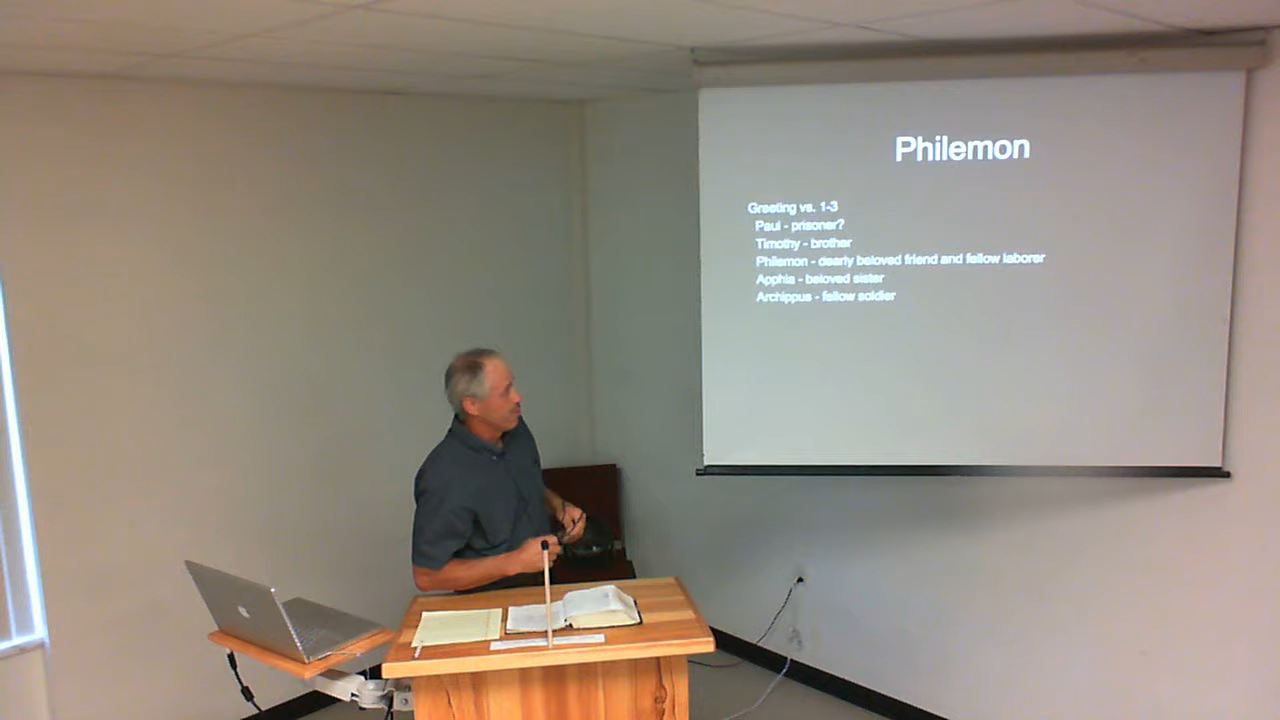 Philemon
Greeting vs. 1-3
Paul - prisoner?
Timothy - brother
Philemon - dearly beloved friend and fellow laborer
Apphia - beloved sister
Archippus - fellow soldier